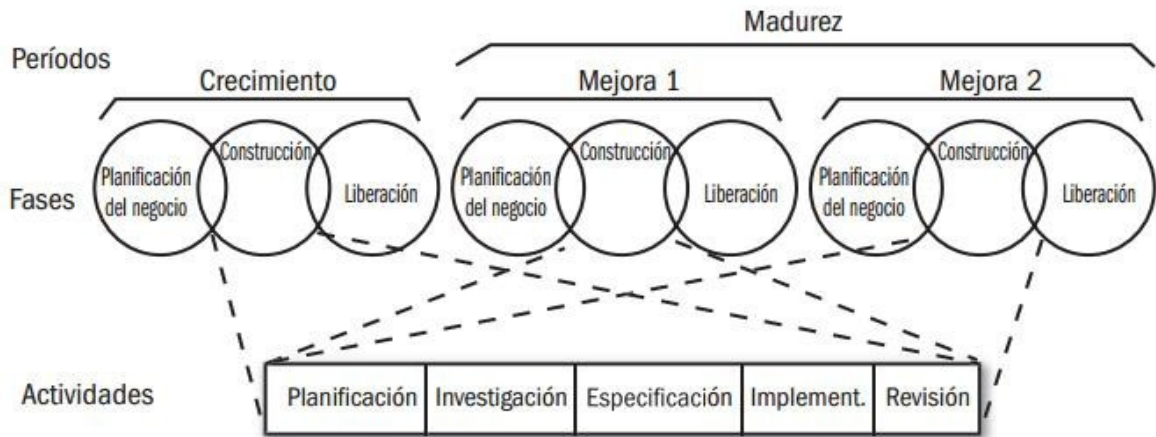 Madurez
Períodos
Crecimiento
Mejora 1
Mejora 2
Planificación
del negocio
Construcción
Liberación
Planificación
del negocio
Construcción
Liberación
Planificación
del negocio
Construcción
Liberación
Fases
Actividades
Planificación
Investigación
Especificación
Implement.
Revisión